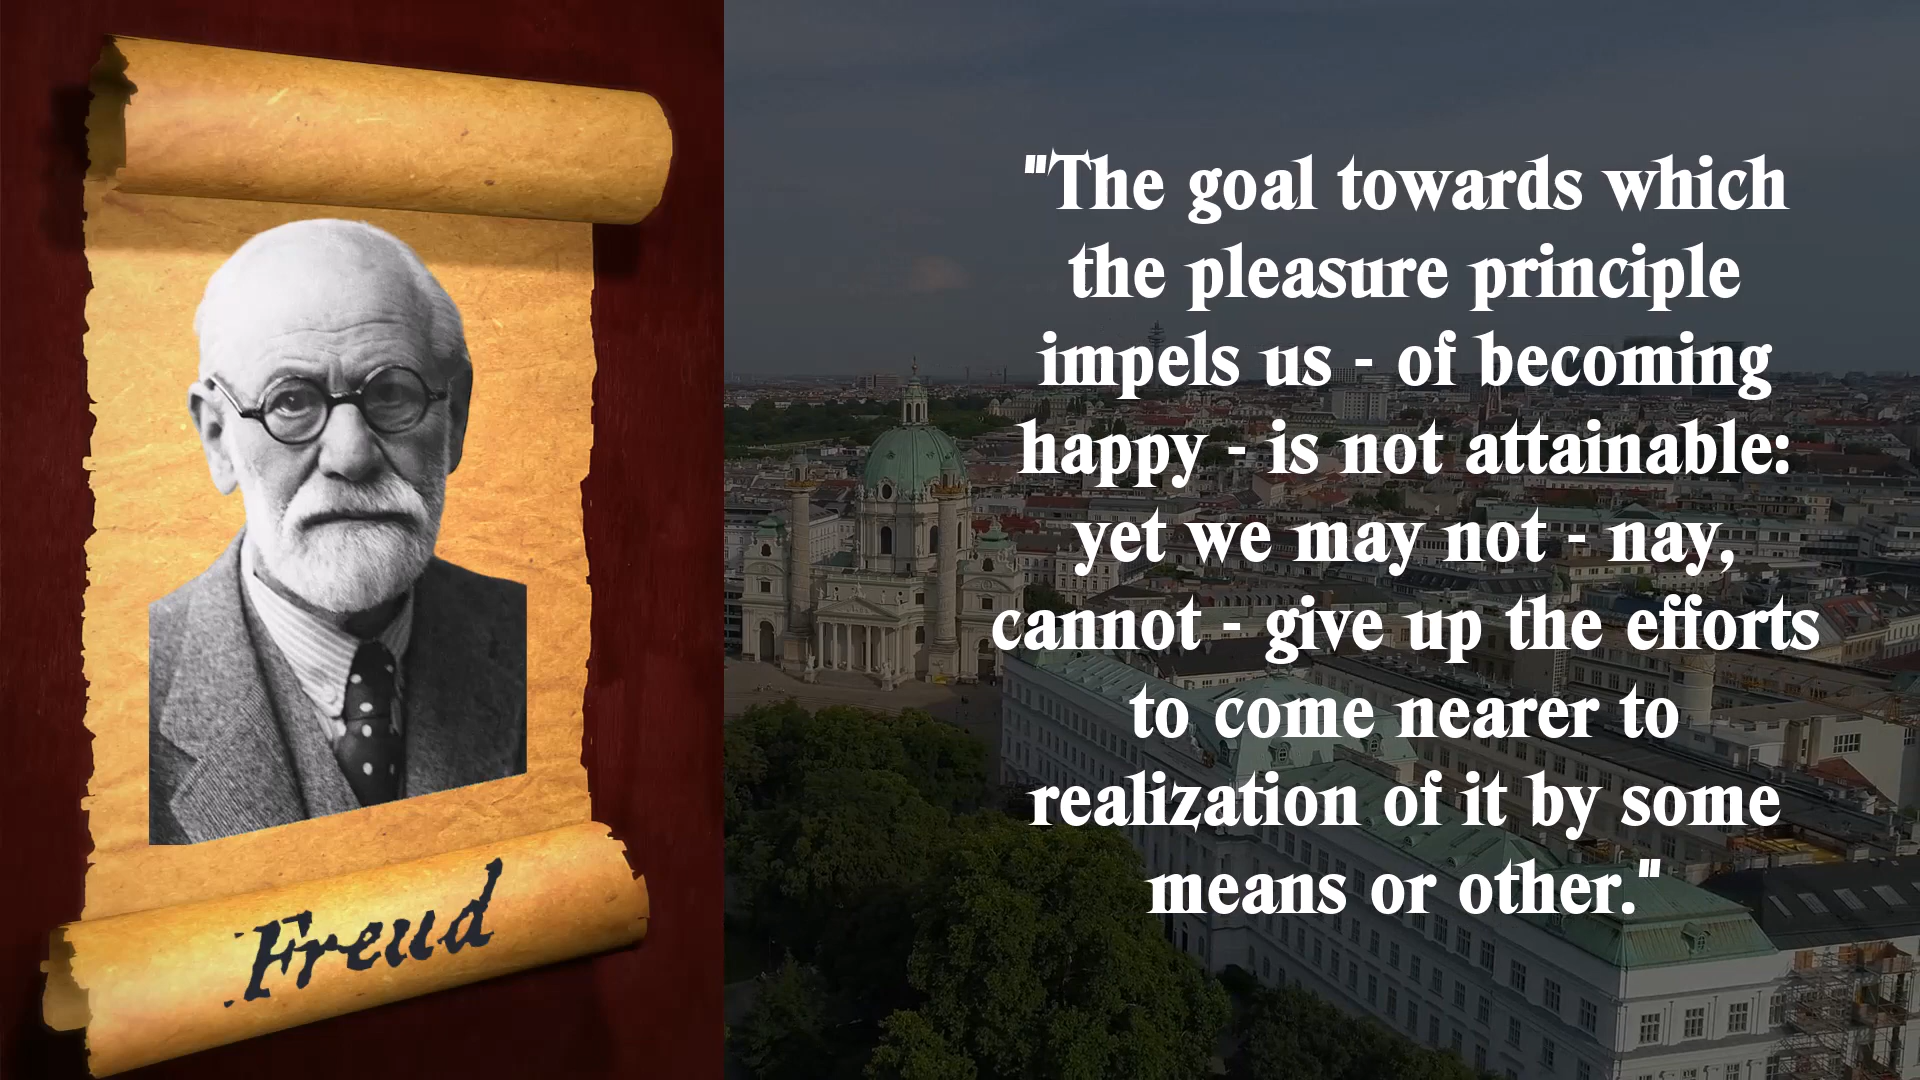 "The goal towards which
the pleasure principle
impels us - of becoming
happy - is not attainable:
yet we may not - nay,
cannot - give up the efforts
to come nearer to
realization of it by some
means or other."
Freud